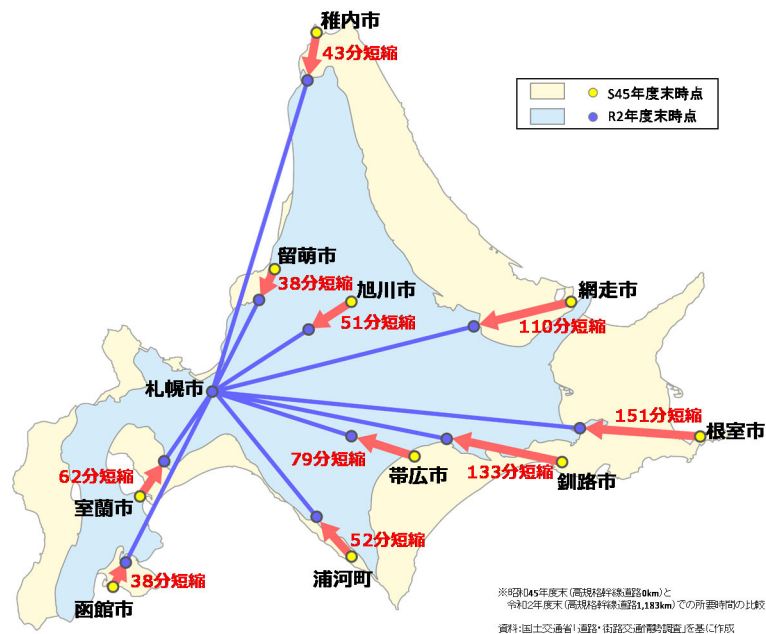 稚内市
43分短縮
S45年度末時点
R2年度末時点
留萌市
38分短縮
旭川市
51分短縮
網走市
110分短縮
札幌市
151分短縮
根室市
79分短縮
帯広市
133分短縮
釧路市
62分短縮
室蘭市
52分短縮
浦河町
38分短縮
函館市
※昭和45年度末(高規格幹線道路0km)と
令和2年度末(高規格幹線道路1,183km)での所要時間の比較
資料:国土交通省「道路・街路交通情勢調査」を基に作成